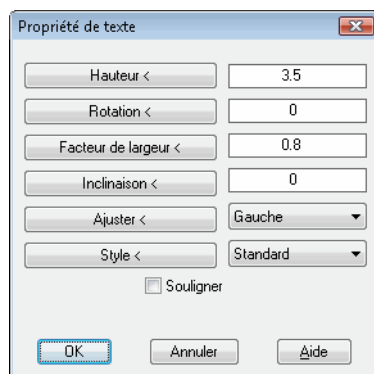 Propriété de texte
Hauteur < 3.5
Rotation < 0
Facteur de largeur < 0.8
Inclinaison < 0
Ajuster < Gauche
Style < Standard
Souligner
OK Annuler Aide